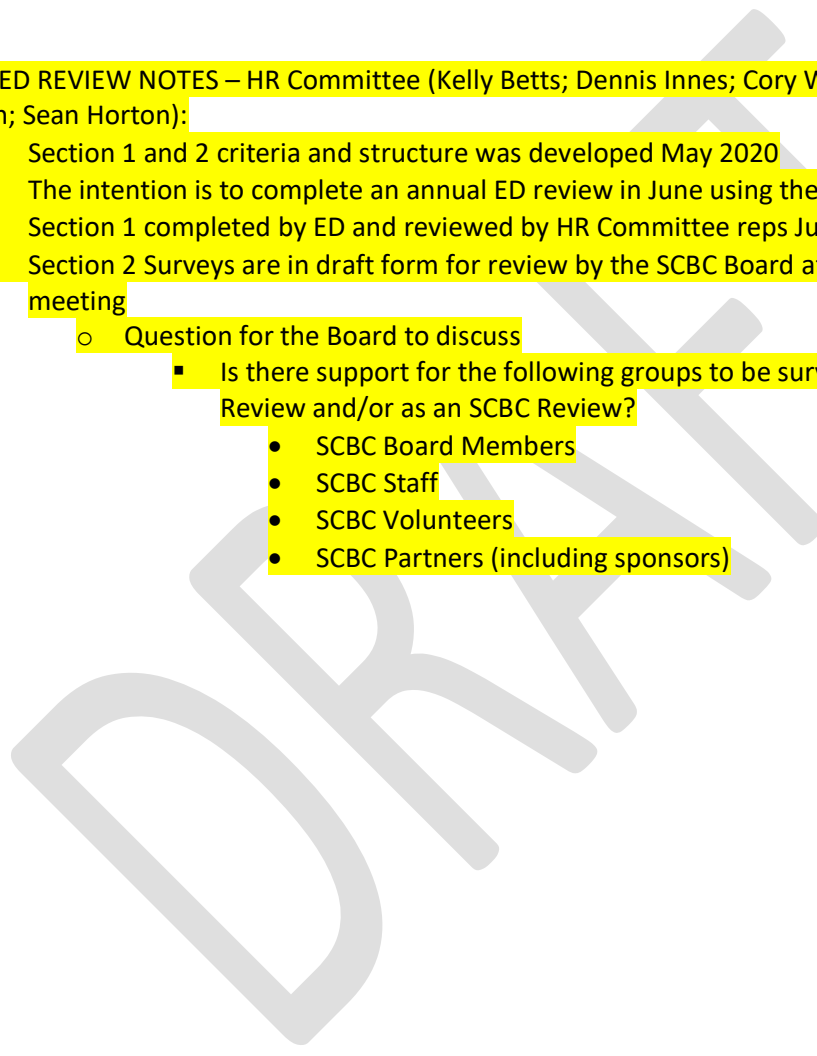 ED REVIEW NOTES – HR Committee (Kelly Betts; Dennis Innes; Cory
; Sean Horton):
Section 1 and 2 criteria and structure was developed May 2020
The intention is to complete an annual ED review in June using the
Section 1 completed by ED and reviewed by HR Committee reps
Section 2 Surveys are in draft form for review by the SCBC Board
meeting
o Question for the Board to discuss
▪ Is there support for the following groups to be
Review and/or as an SCBC Review?
• SCBC Board Members
• SCBC Staff
• SCBC Volunteers
• SCBC Partners (including sponsors)
DRAFT